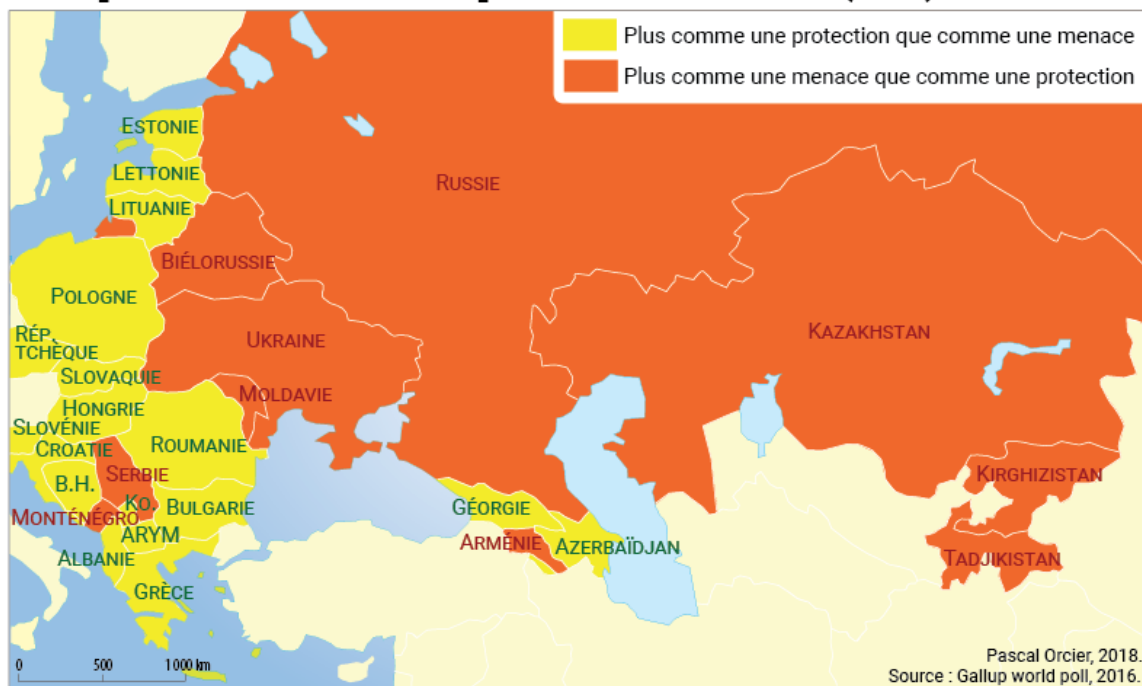 Plus comme une protection que comme une menace
Plus comme une menace que comme une protection
ESTONIE
LETTONIE
LITUANIE
RUSSIE
BIÉLORUSSIE
POLOGNE
RÉP.
TCHÈQUE
UKRAINE
KAZAKHSTAN
SLOVAQUIE
MOLDAVIE
HONGRIE
SLOVÉNIE
CROATIE
ROUMANIE
SERBIE
B.H.
KO.
BULGARIE
MONTÉNÉGRO
ARYM
ALBANIE
GRÈCE
GÉORGIE
ARMÉNIE
AZERBAÏDJAN
KIRGHIZISTAN
TADJIKISTAN
0 500 1 000 km
Pascal Orcier, 2018.
Source : Gallup world poll, 2016.